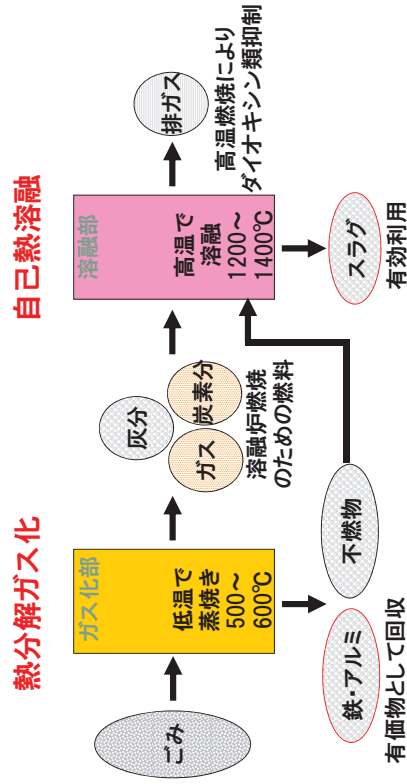 熱分解ガス化
自己熱溶融
ごみ
ガス化部
低温で
蒸焼き
500～
600℃
鉄・アルミ
有価物として回収
不燃物
灰分
ガス
炭素分
溶融炉燃焼
のための燃料
溶融部
高温で
溶融
1200～
1400℃
スラグ
有効利用
排ガス
高温燃焼により
ダイオキシン類抑制